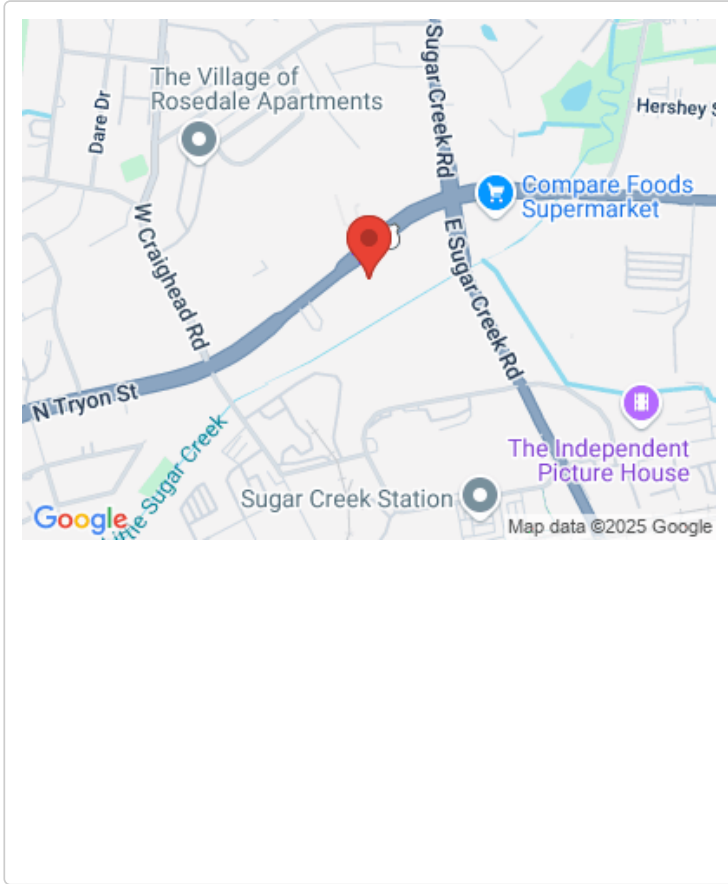 The Village of
Rosedale Apartments
Dare Dr
Sugar Creek Rd
Hershey S
Compare Foods
Supermarket
W Craighead Rd
E Sugar Creek Rd
N Tryon St
Little Sugar Creek
The Independent
Picture House
Sugar Creek Station
Google
Map data ©2025 Google